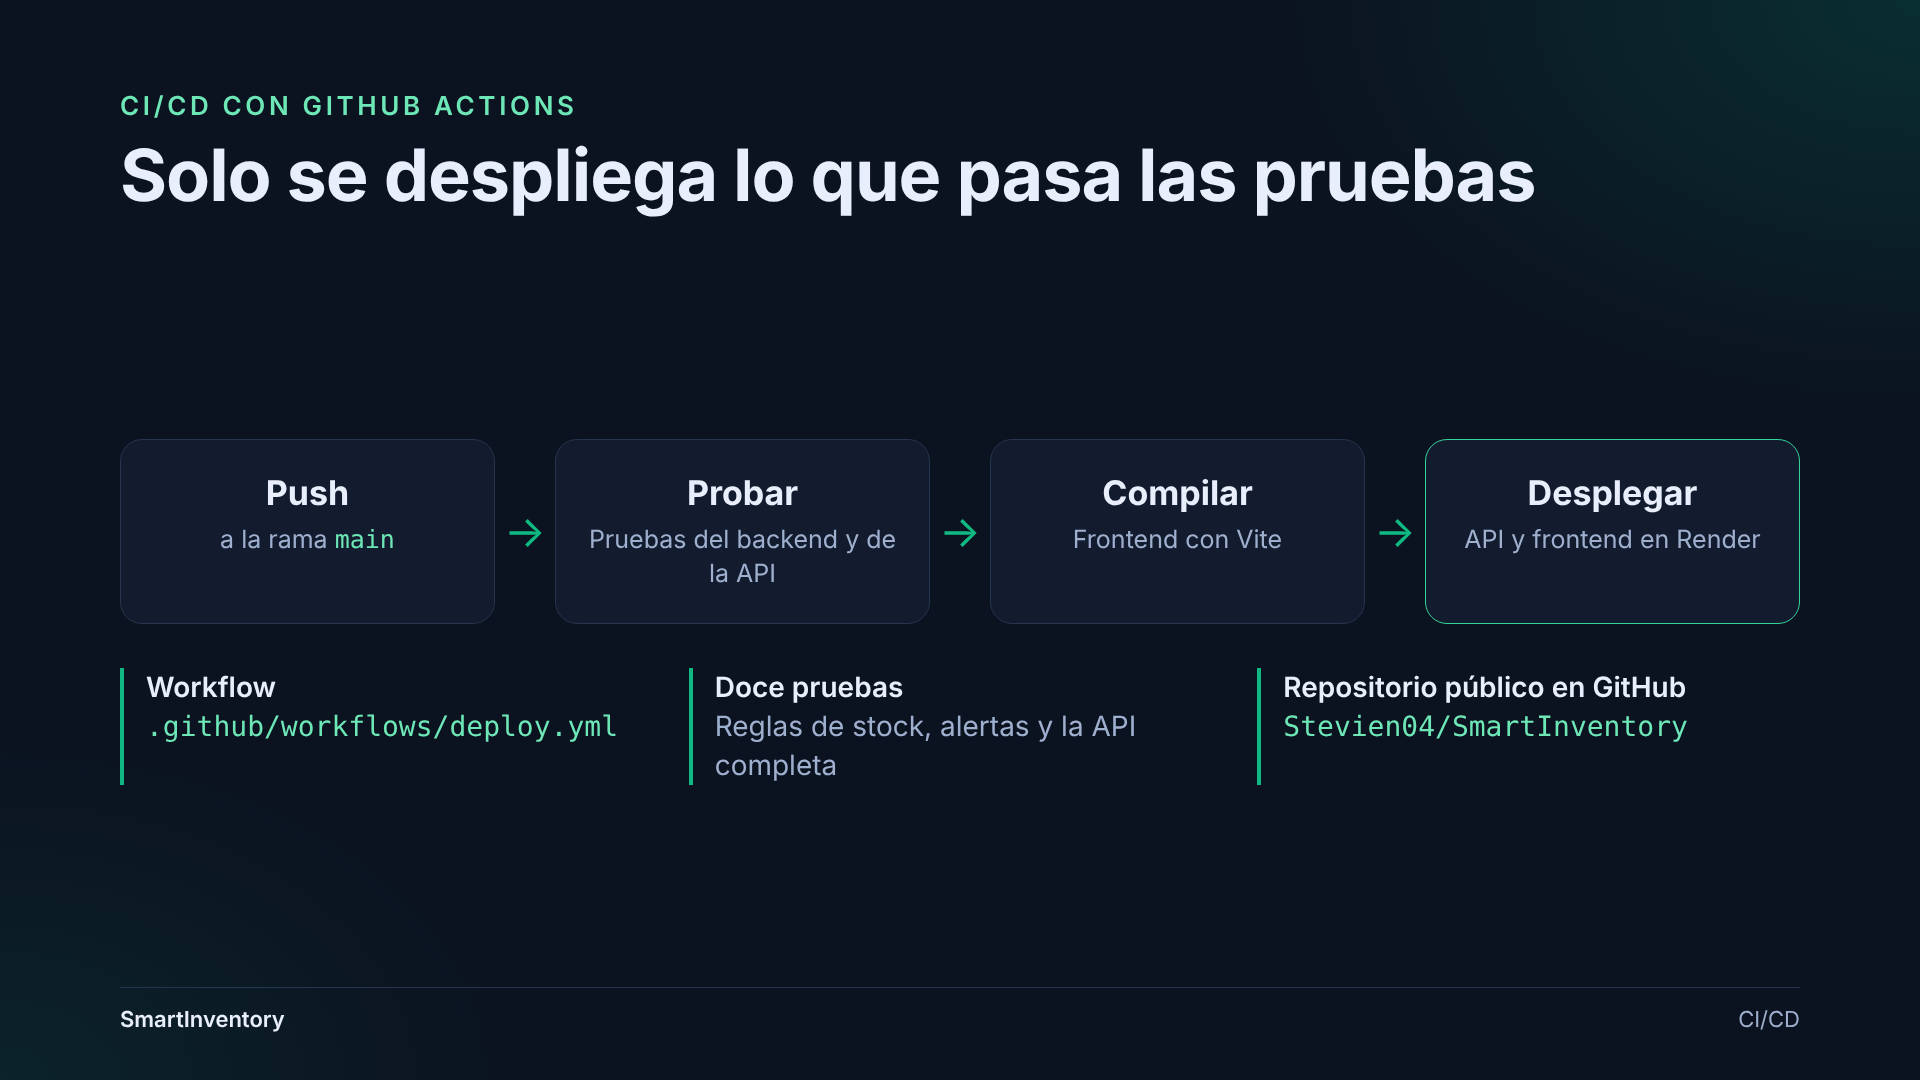 CI/CD CON GITHUB ACTIONS
Solo se despliega lo que pasa las pruebas
Push
a la rama main
Probar
Pruebas del backend y de
la API
Compilar
Frontend con Vite
Desplegar
API y frontend en Render
Workflow
.github/workflows/deploy.yml
Doce pruebas
Reglas de stock, alertas y la API
completa
Repositorio público en GitHub
Stevien04/SmartInventory
SmartInventory
CI/CD